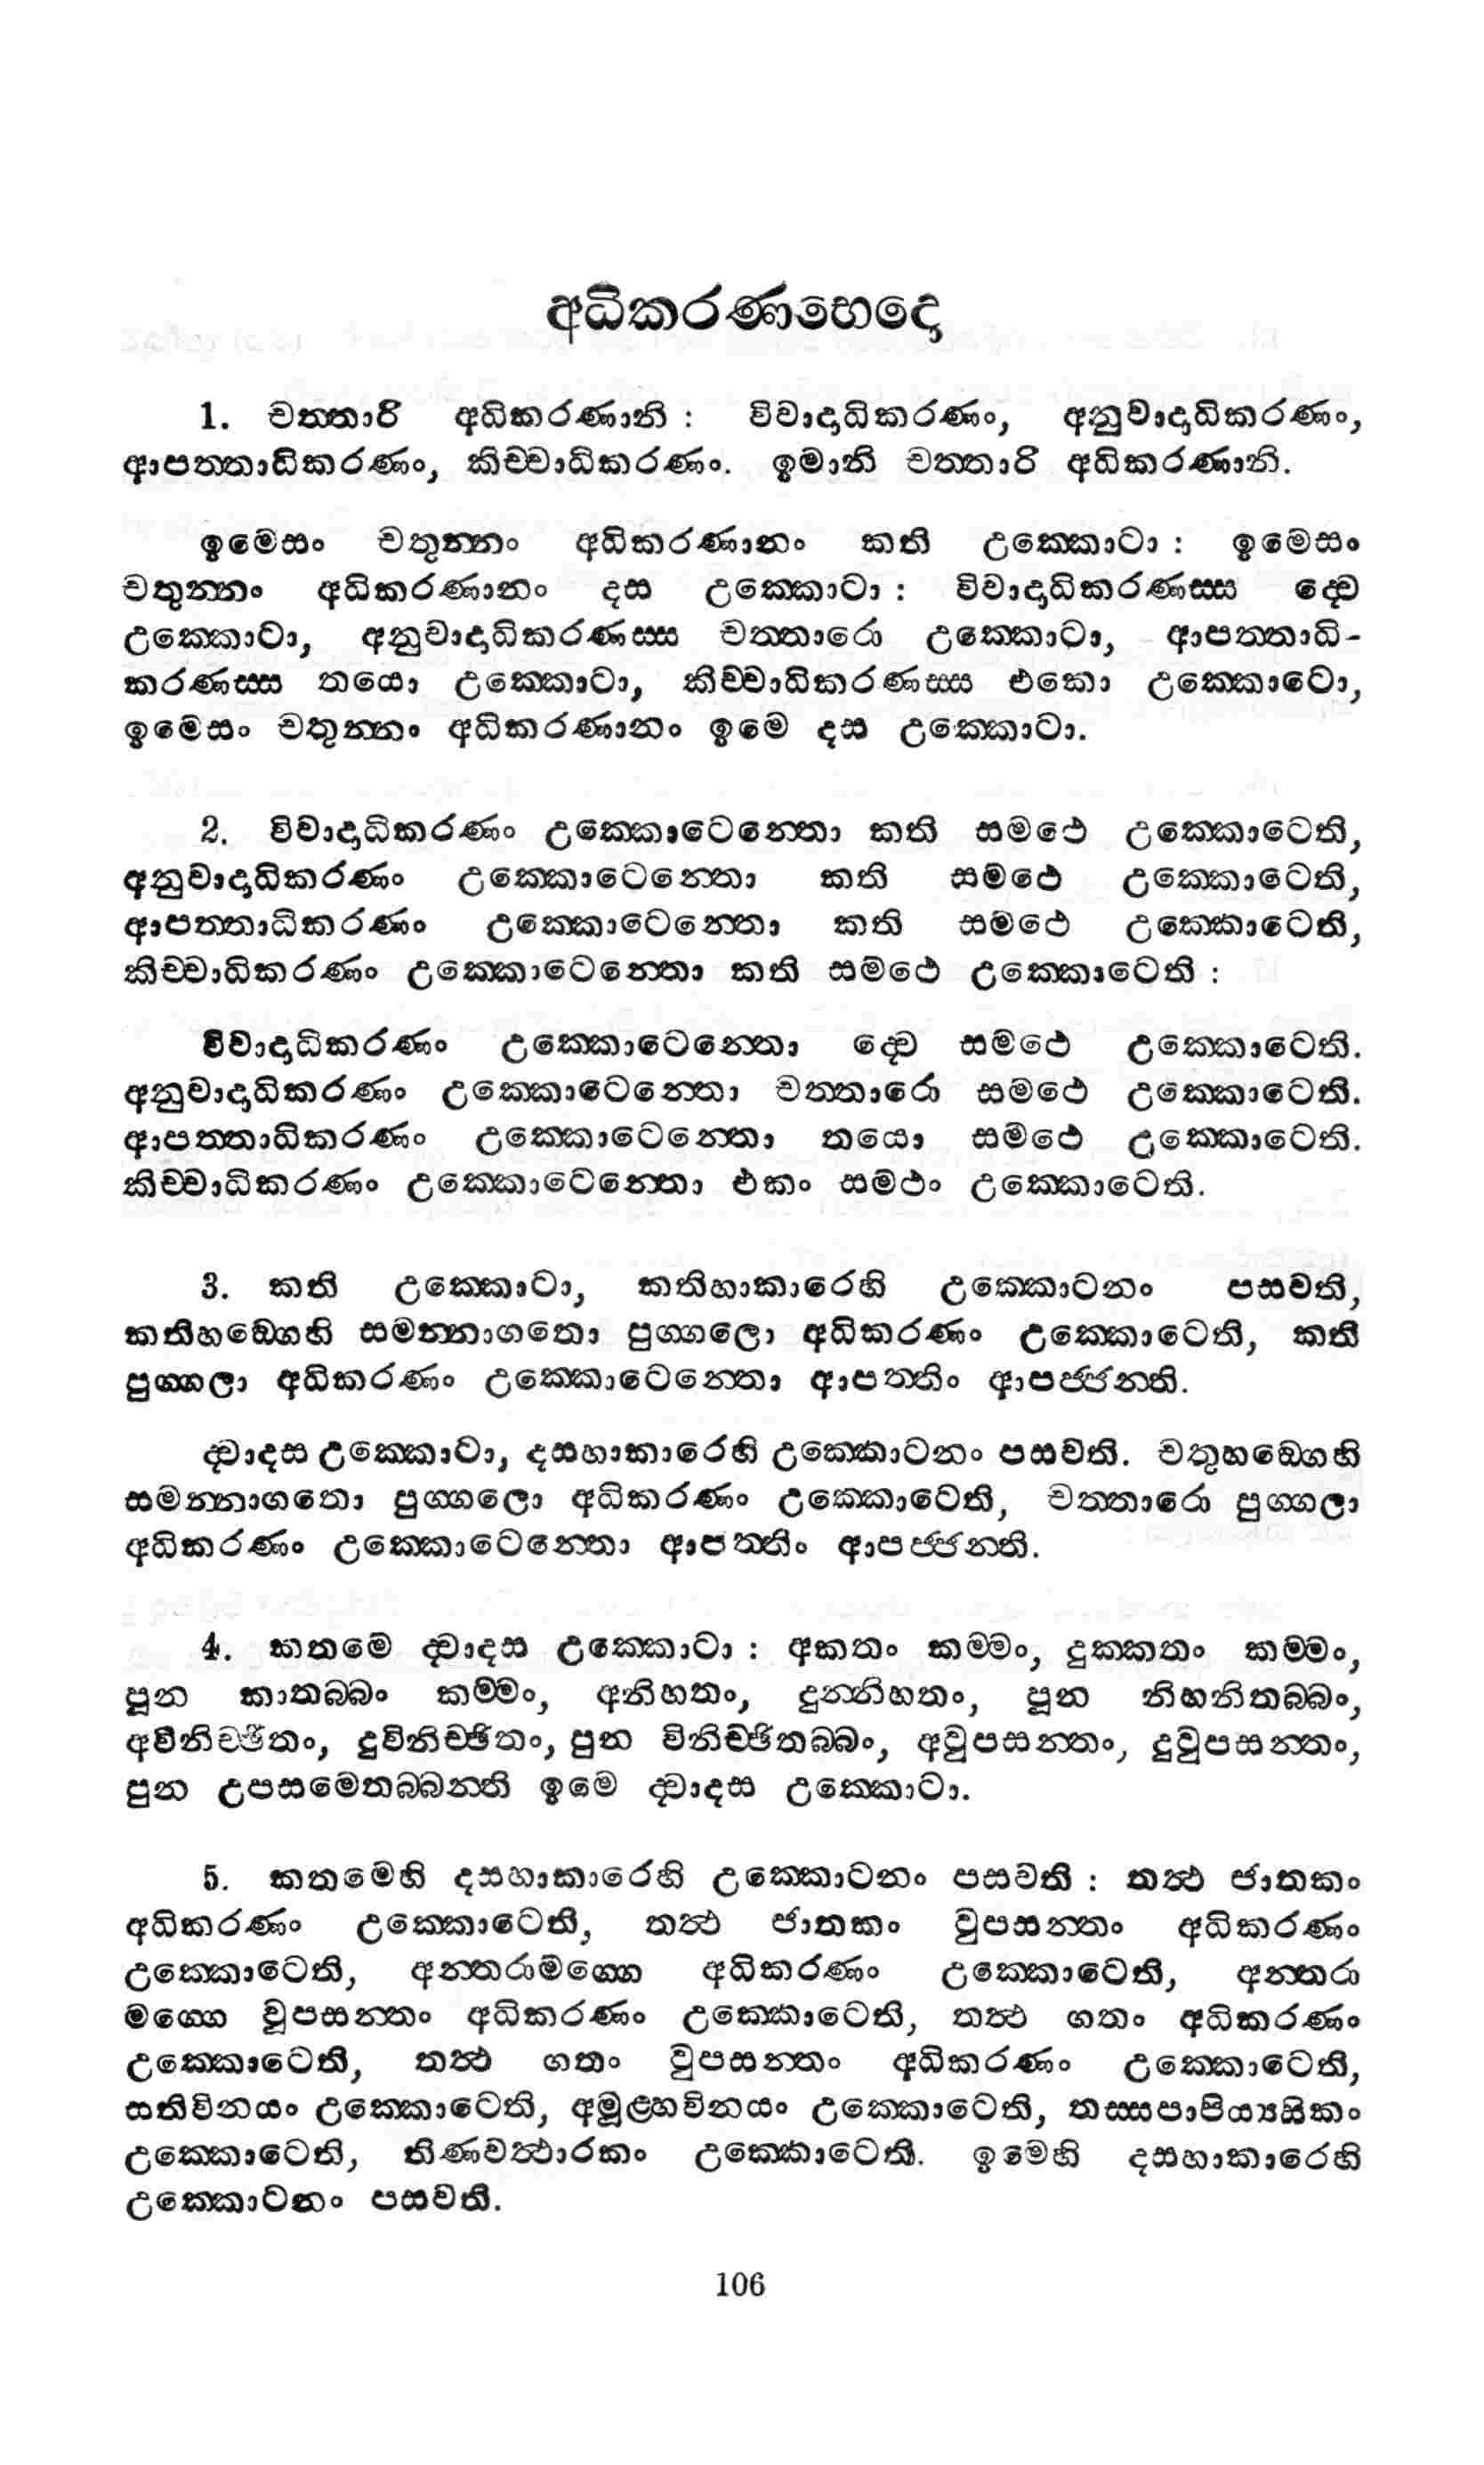 අධිකරණභෙදො
1. චත්තාරි අධිකරණානි : විවාදාධිකරණං, අනුවාදාධිකරණං,
ආපත්තාධිකරණං, කිච්චාධිකරණං. ඉමානි චත්තාරි අධිකරණානි.
ඉමෙසං චතුන්නං අධිකරණානං කති උක්කොටා : ඉමෙසං
චතුන්නං අධිකරණානං දස උක්කොටා : විවාදාධිකරණස්ස ද්වෙ
උක්කොටා, අනුවාදාධිකරණස්ස චත්තාරො උක්කොටා, ආපත්තාධි-
කරණස්ස තයො උක්කොටා, කිච්චාධිකරණස්ස එකො උක්කොටො,
ඉමෙසං චතුන්නං අධිකරණානං ඉමෙ දස උක්කොටා.
2. විවාදාධිකරණං උක්කොටෙන්තො කති සමථෙ උක්කොටෙති,
අනුවාදාධිකරණං උක්කොටෙන්තො කති සමථෙ උක්කොටෙති,
ආපත්තාධිකරණං උක්කොටෙන්තො කති සමථෙ උක්කොටෙති,
කිච්චාධිකරණං උක්කොටෙන්තො කති සමථෙ උක්කොටෙති :
විවාදාධිකරණං උක්කොටෙන්තො ද්වෙ සමථෙ උක්කොටෙති.
අනුවාදාධිකරණං උක්කොටෙන්තො චත්තාරො සමථෙ උක්කොටෙති.
ආපත්තාධිකරණං උක්කොටෙන්තො තයො සමථෙ උක්කොටෙති.
කිච්චාධිකරණං උක්කොටෙන්තො එකං සමථං උක්කොටෙති.
3. කති උක්කොටා, කතිහාකාරෙහි උක්කොටනං පසවති,
කතිහඞ්ගෙහි සමන්නාගතො පුග්ගලො අධිකරණං උක්කොටෙති, කති
පුග්ගලා අධිකරණං උක්කොටෙන්තො ආපත්තිං ආපජ්ජන්ති.
ද්වාදස උක්කොටා, දසහාකාරෙහි උක්කොටනං පසවති. චතුහඞ්ගෙහි
සමන්නාගතො පුග්ගලො අධිකරණං උක්කොටෙති, චත්තාරො පුග්ගලා
අධිකරණං උක්කොටෙන්තො ආපත්තිං ආපජ්ජන්ති.
4. කතමෙ ද්වාදස උක්කොටා : අකතං කම්මං, දුක්කතං කම්මං,
පුන කාතබ්බං කම්මං, අනිහතං, දුන්නිහතං, පුන නිහනිතබ්බං,
අවිනිච්ඡිතං, දුවිනිච්ඡිතං, පුන විනිච්ඡිතබ්බං, අවුපසන්තං, දුවුපසන්තං,
පුන උපසමෙතබ්බන්ති ඉමෙ ද්වාදස උක්කොටා.
5. කතමෙහි දසහාකාරෙහි උක්කොටනං පසවති : තත්ථ ජාතකං
අධිකරණං උක්කොටෙති, තත්ථ ජාතකං වුපසන්තං අධිකරණං
උක්කොටෙති, අන්තරාමග්ගෙ අධිකරණං උක්කොටෙති, අන්තරා
මග්ගෙ වූපසන්තං අධිකරණං උක්කොටෙති, තත්ථ ගතං අධිකරණං
උක්කොටෙති, තත්ථ ගතං වුපසන්තං අධිකරණං උක්කොටෙති,
සතිවිනයං උක්කොටෙති, අමූළ්හවිනයං උක්කොටෙති, තස්සපාපිය්‍යසිකං
උක්කොටෙති, තිණවත්ථාරකං උක්කොටෙති. ඉමෙහි දසහාකාරෙහි
උක්කොටනං පසවති.
106